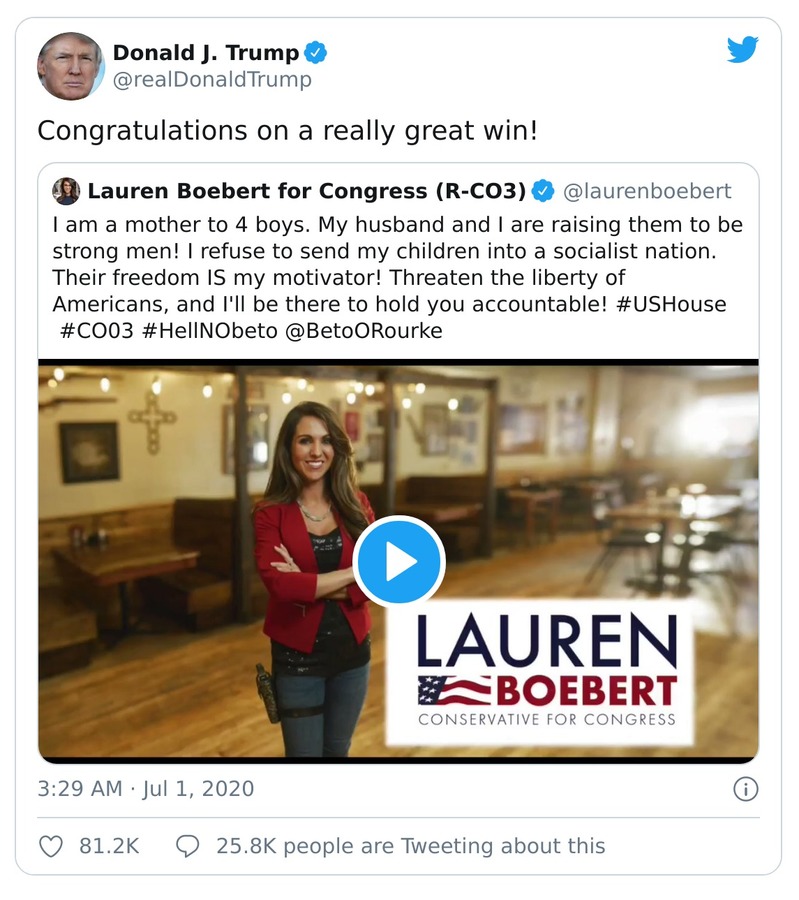 Donald J. Trump
@realDonaldTrump
Congratulations on a really great win!
Lauren Boebert for Congress (R-CO3) @laurenboebert
I am a mother to 4 boys. My husband and I are raising them to be
strong men! I refuse to send my children into a socialist nation.
Their freedom IS my motivator! Threaten the liberty of
Americans, and I'll be there to hold you accountable! #USHouse
#CO03 #HellNObeto @BetoORourke
LAUREN
BOEBERT
CONSERVATIVE FOR CONGRESS
3:29 AM · Jul 1, 2020
81.2K 25.8K people are Tweeting about this